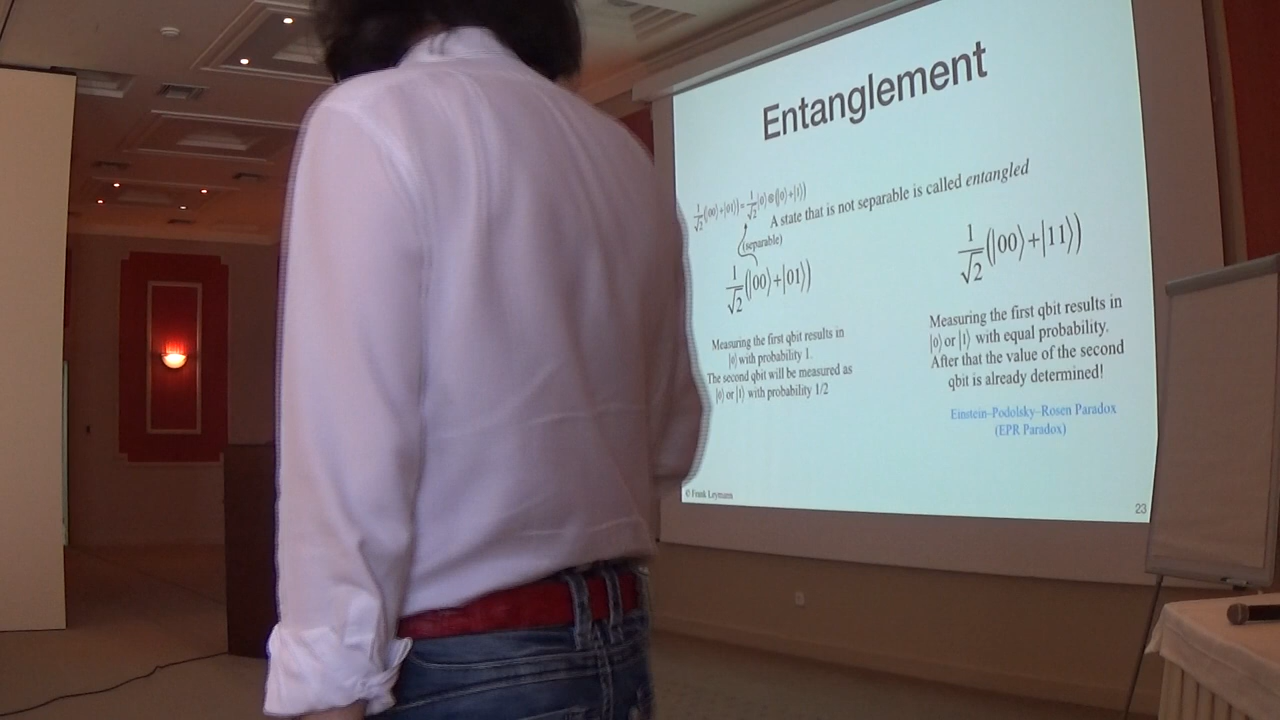 Entanglement
1/√2(|00⟩+|01⟩)=1/√2|0⟩⊗(|0⟩+|1⟩)
A state that is not separable is called entangled
(separable)
1/√2(|00⟩+|01⟩)
Measuring the first qbit results in
|0⟩ with probability 1.
The second qbit will be measured as
|0⟩ or |1⟩ with probability 1/2
1/√2(|00⟩+|11⟩)
Measuring the first qbit results in
|0⟩ or |1⟩ with equal probability.
After that the value of the second
qbit is already determined!
Einstein–Podolsky–Rosen Paradox
(EPR Paradox)
© Frank Leymann
23